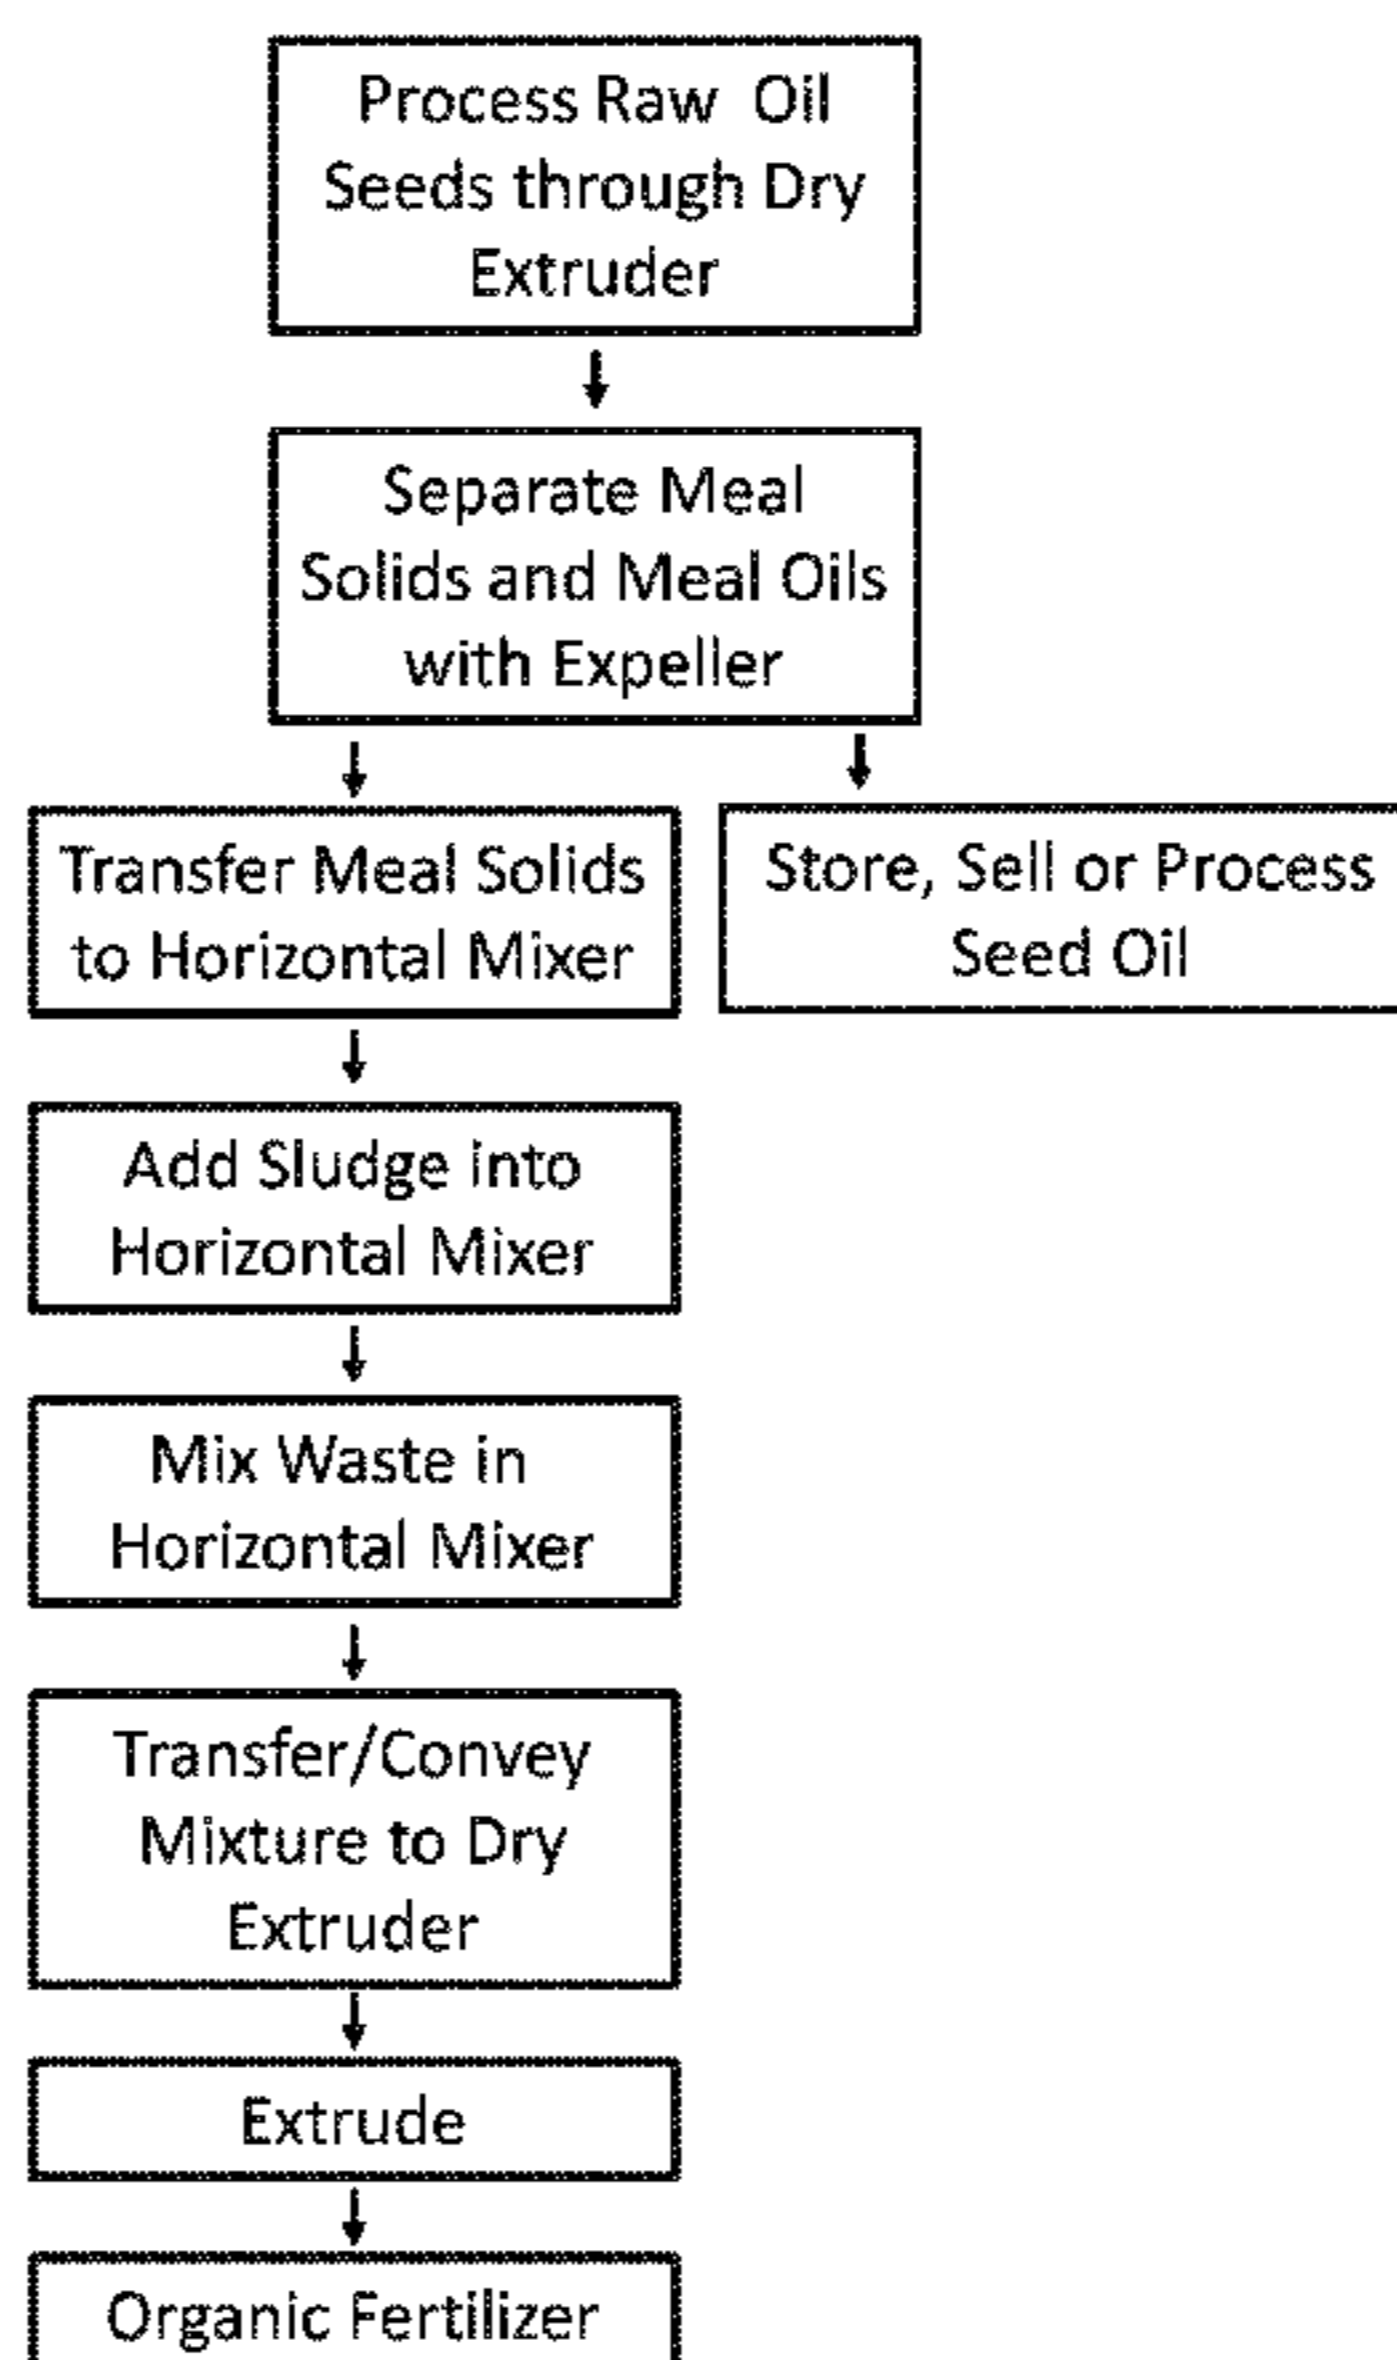 Process Raw Oil
Seeds through Dry
Extruder
Separate Meal
Solids and Meal Oils
with Expeller
Transfer Meal Solids
to Horizontal Mixer
Store, Sell or Process
Seed Oil
Add Sludge into
Horizontal Mixer
Mix Waste in
Horizontal Mixer
Transfer/Convey
Mixture to Dry
Extruder
Extrude
Organic Fertilizer